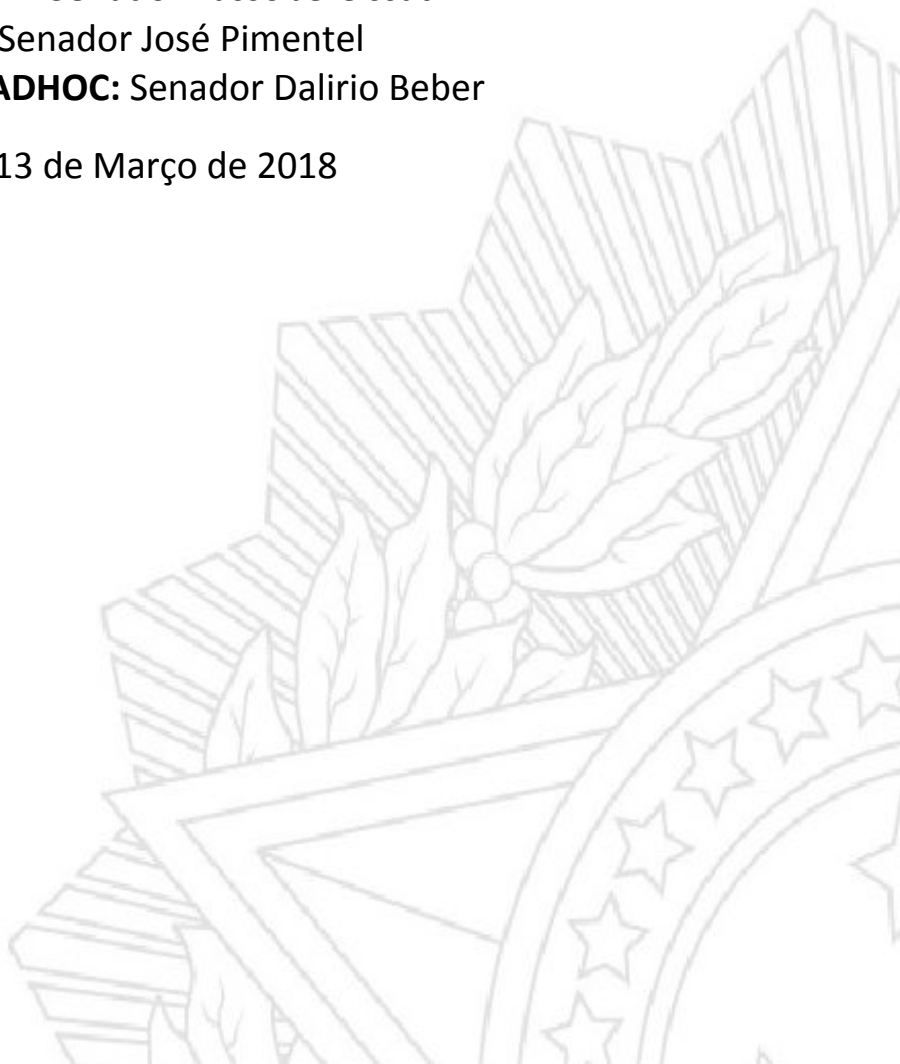 Senador José Pimentel
ADHOC: Senador Dalirio Beber
13 de Março de 2018